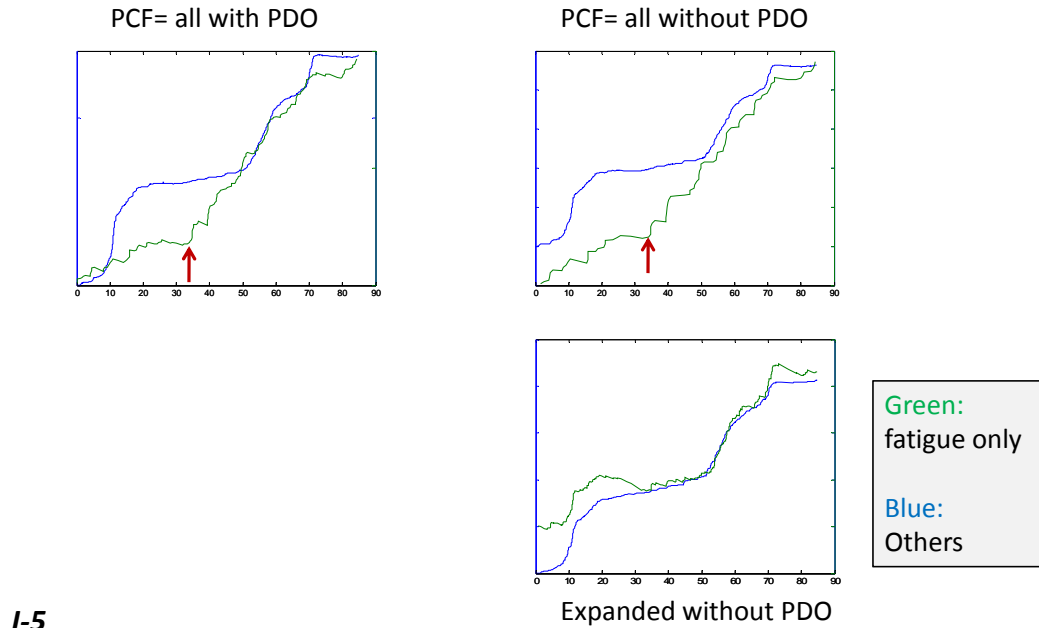 PCF= all with PDO
PCF= all without PDO
0 10 20 30 40 50 60 70 80 90
0 10 20 30 40 50 60 70 80 90
0 10 20 30 40 50 60 70 80 90
Green:
fatigue only
Blue:
Others
Expanded without PDO
I-5